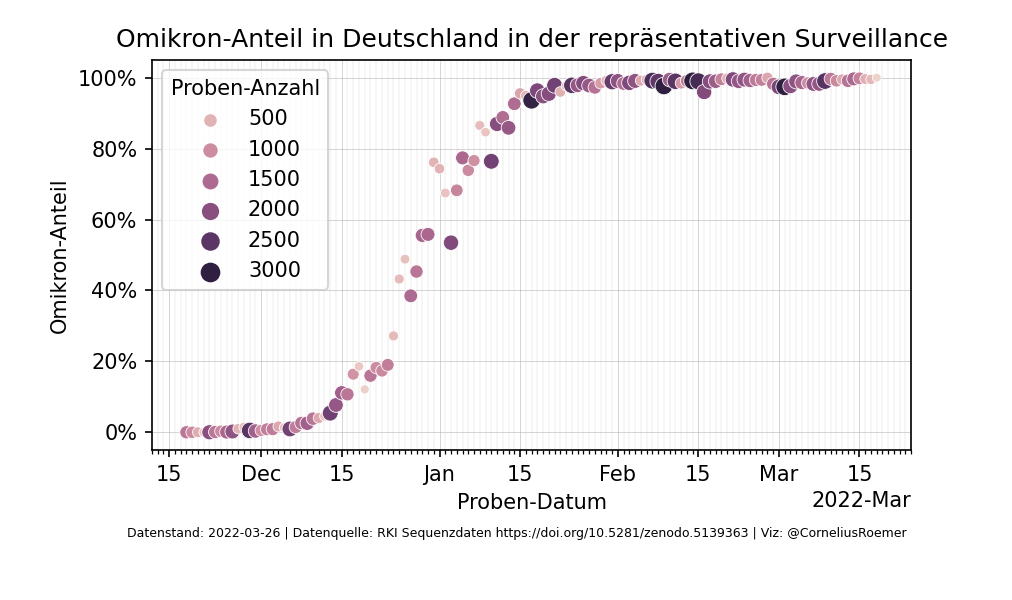 Omikron-Anteil in Deutschland in der repräsentativen Surveillance
Proben-Anzahl
500
1000
1500
2000
2500
3000
Omikron-Anteil
100%
80%
60%
40%
20%
0%
15 Dec 15 Jan 15 Feb 15 Mar 15
Proben-Datum
2022-Mar
Datenstand: 2022-03-26 | Datenquelle: RKI Sequenzdaten https://doi.org/10.5281/zenodo.5139363 | Viz: @CorneliusRoemer